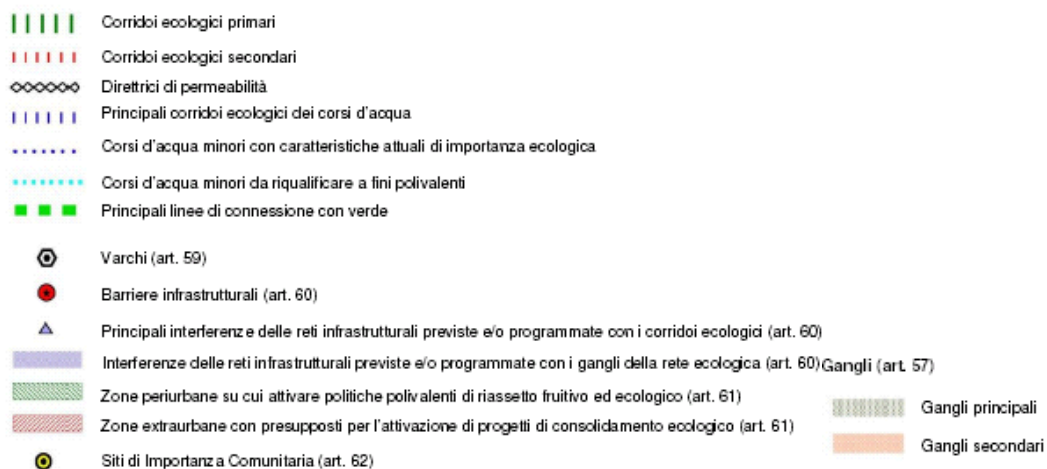 Corridoi ecologici primari
Corridoi ecologici secondari
Direttrici di permeabilità
Principali corridoi ecologici dei corsi d'acqua
Corsi d'acqua minori con caratteristiche attuali di importanza ecologica
Corsi d'acqua minori da riqualificare a fini polivalenti
Principali linee di connessione con verde
Varchi (art. 59)
Barriere infrastrutturali (art. 60)
Principali interferenze delle reti infrastrutturali previste e/o programmate con i corridoi ecologici (art. 60)
Interferenze delle reti infrastrutturali previste e/o programmate con i gangli della rete ecologica (art. 60)
Zone periurbane su cui attivare politiche polivalenti di riassetto fruitivo ed ecologico (art. 61)
Zone extraurbane con presupposti per l'attivazione di progetti di consolidamento ecologico (art. 61)
Siti di Importanza Comunitaria (art. 62)
Gangli (art. 57)
Gangli principali
Gangli secondari